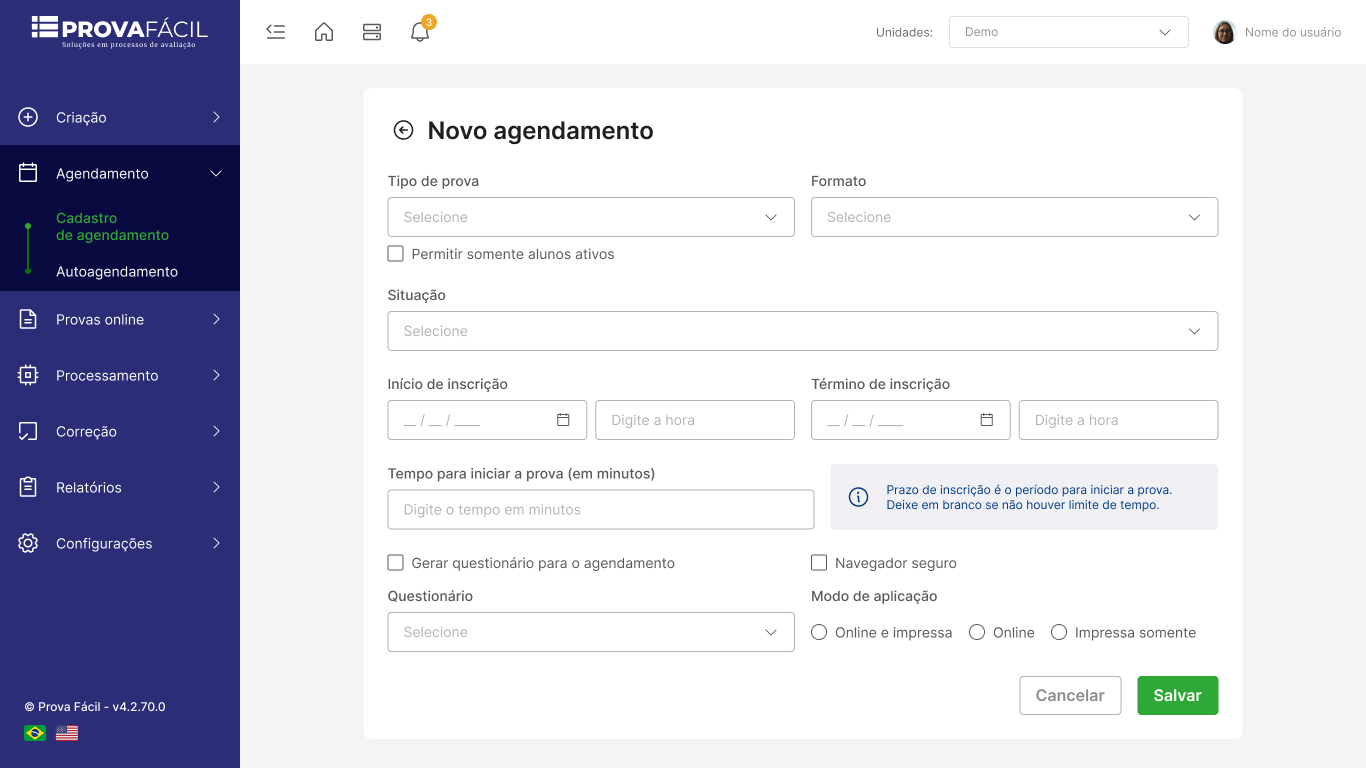 PROVAFÁCIL
Soluções em processos de avaliação
3
Unidades:
Demo
Nome do usuário
Criação
Agendamento
Cadastro
de agendamento
Autoagendamento
Provas online
Processamento
Correção
Relatórios
Configurações
© Prova Fácil - v4.2.70.0
Novo agendamento
Tipo de prova
Formato
Selecione
Selecione
Permitir somente alunos ativos
Situação
Selecione
Início de inscrição
Término de inscrição
__ / __ / ____
Digite a hora
__ / __ / ____
Digite a hora
Tempo para iniciar a prova (em minutos)
Digite o tempo em minutos
Prazo de inscrição é o período para iniciar a prova.
Deixe em branco se não houver limite de tempo.
Gerar questionário para o agendamento
Navegador seguro
Questionário
Modo de aplicação
Selecione
Online e impressa
Online
Impressa somente
Cancelar
Salvar